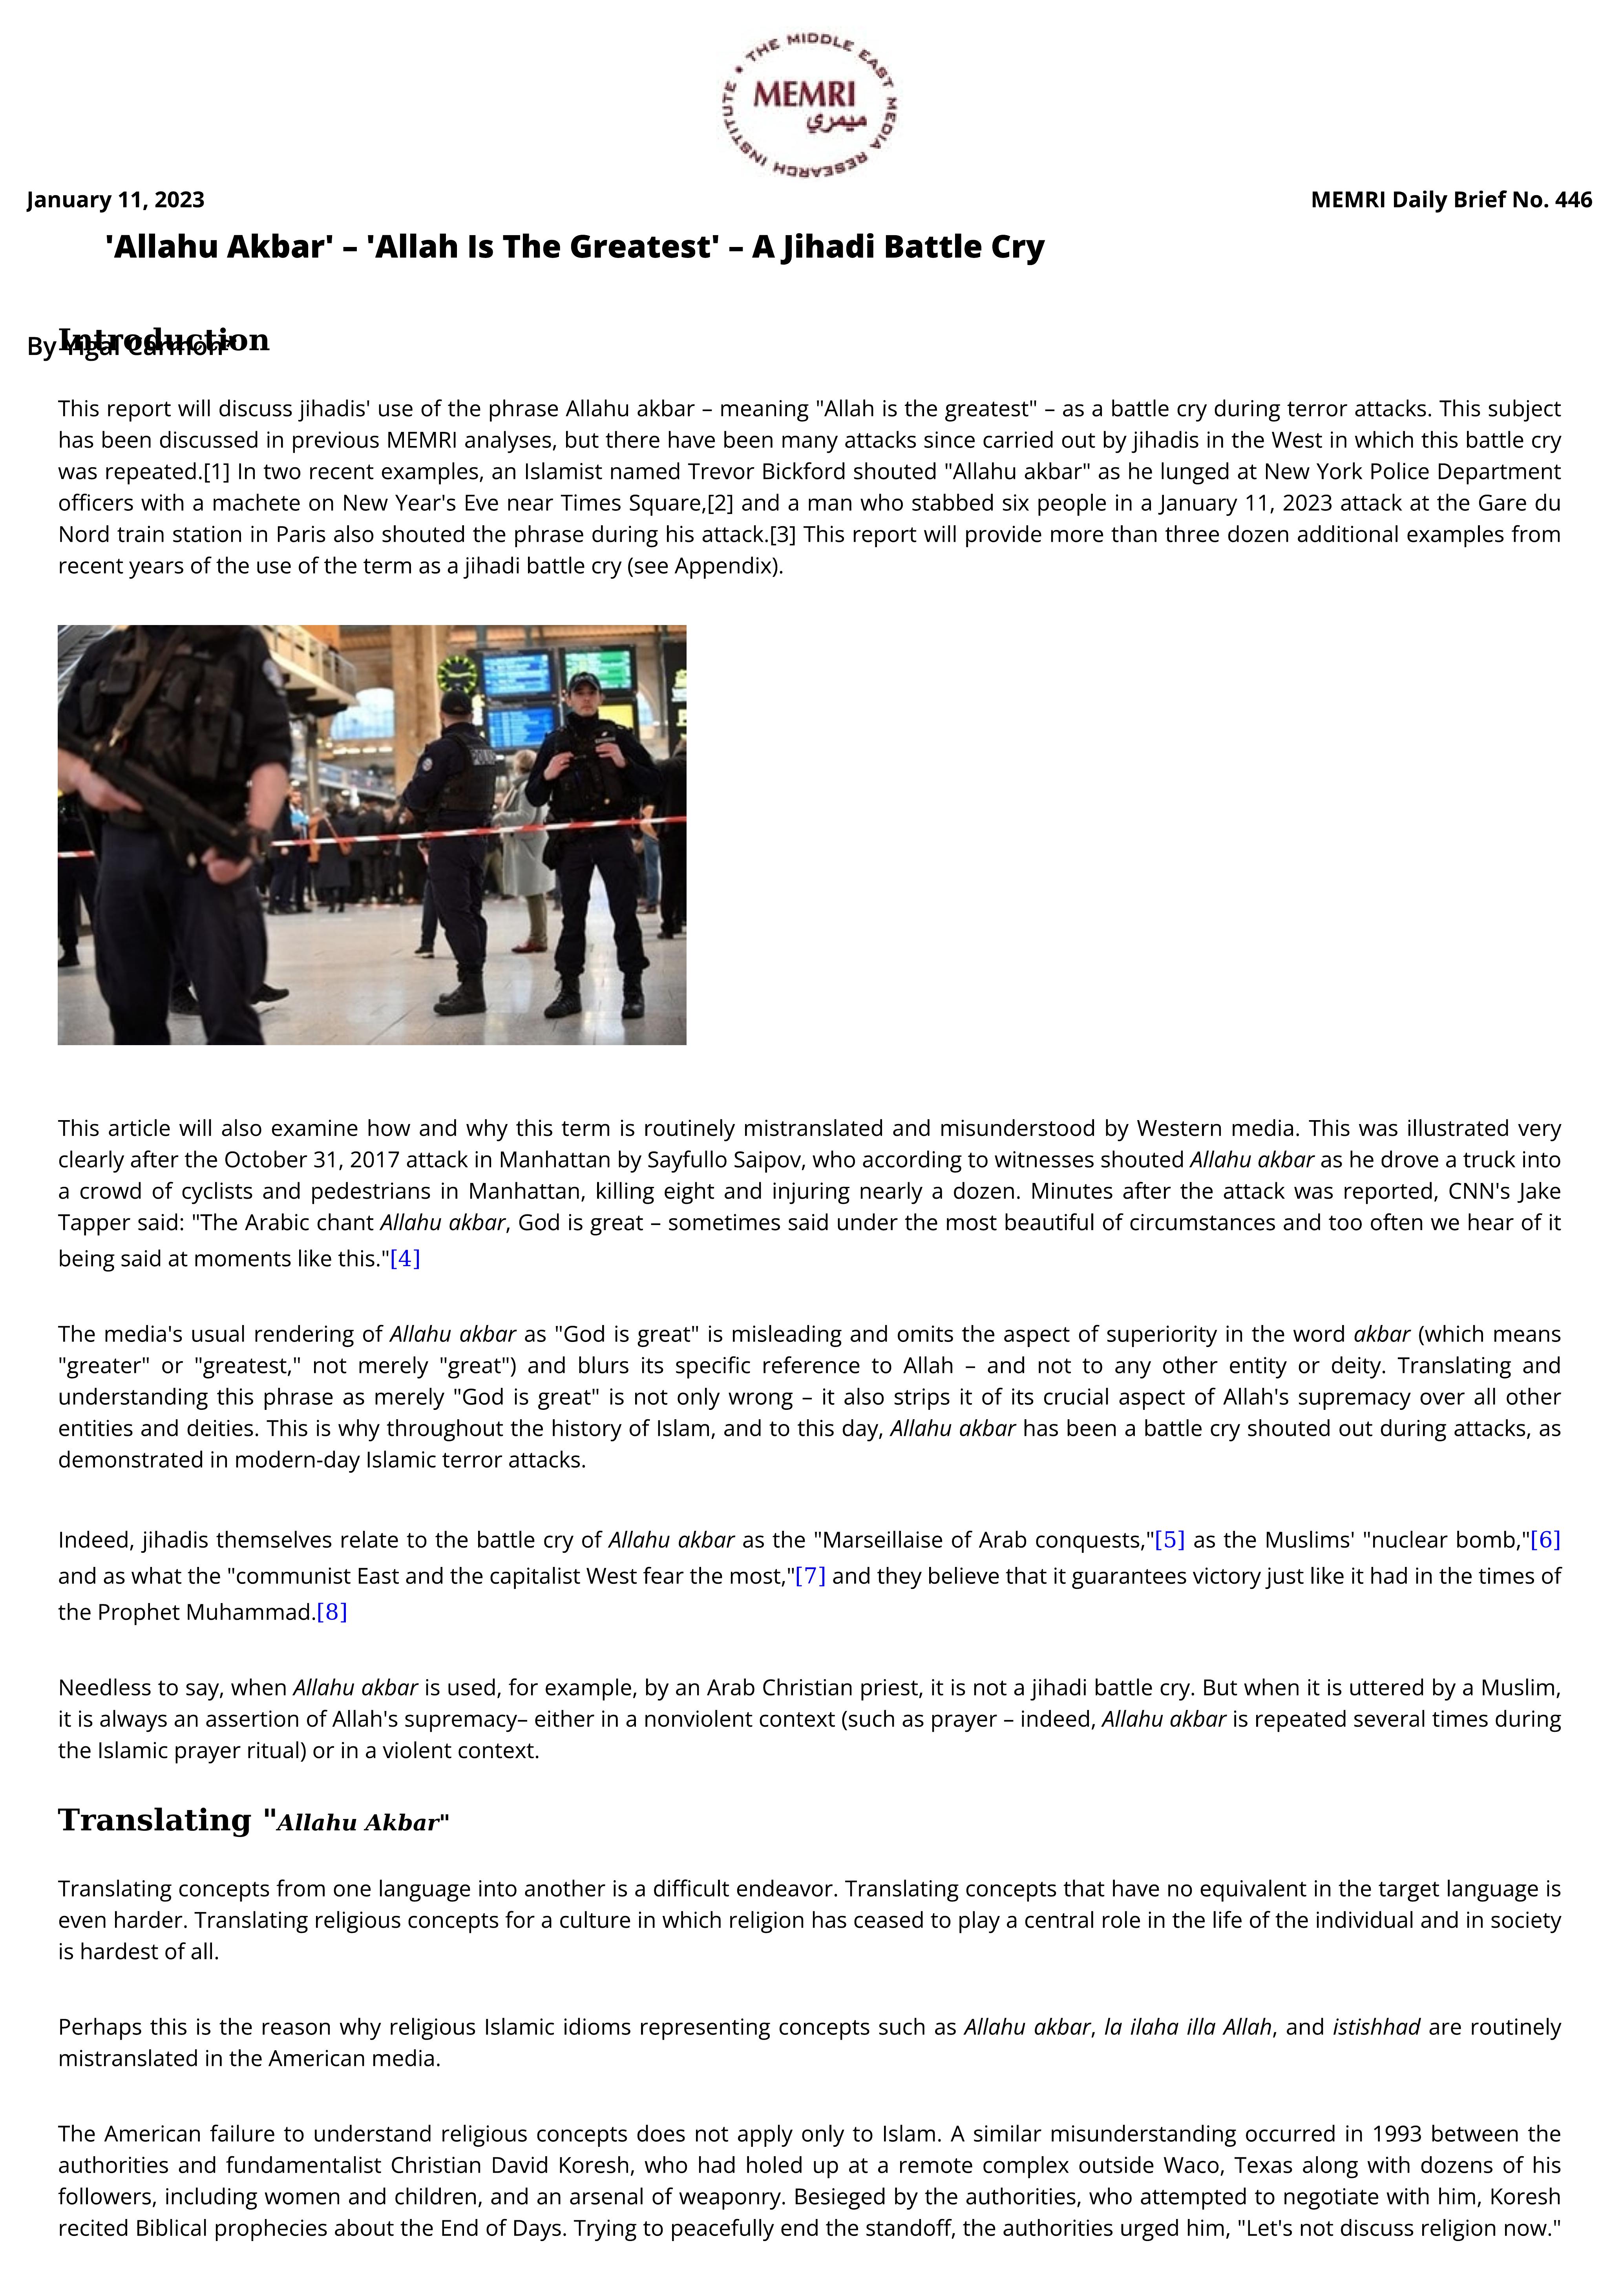 THE MIDDLE EAST MEDIA RESEARCH INSTITUTE
MEMRI
ميمري
January 11, 2023
MEMRI Daily Brief No. 446
'Allahu Akbar' – 'Allah Is The Greatest' – A Jihadi Battle Cry
Introduction
By Yigal Carmon*
This report will discuss jihadis' use of the phrase Allahu akbar – meaning "Allah is the greatest" – as a battle cry during terror attacks. This subject
has been discussed in previous MEMRI analyses, but there have been many attacks since carried out by jihadis in the West in which this battle cry
was repeated.[1] In two recent examples, an Islamist named Trevor Bickford shouted "Allahu akbar" as he lunged at New York Police Department
officers with a machete on New Year's Eve near Times Square,[2] and a man who stabbed six people in a January 11, 2023 attack at the Gare du
Nord train station in Paris also shouted the phrase during his attack.[3] This report will provide more than three dozen additional examples from
recent years of the use of the term as a jihadi battle cry (see Appendix).
POLICE
This article will also examine how and why this term is routinely mistranslated and misunderstood by Western media. This was illustrated very
clearly after the October 31, 2017 attack in Manhattan by Sayfullo Saipov, who according to witnesses shouted Allahu akbar as he drove a truck into
a crowd of cyclists and pedestrians in Manhattan, killing eight and injuring nearly a dozen. Minutes after the attack was reported, CNN's Jake
Tapper said: "The Arabic chant Allahu akbar, God is great – sometimes said under the most beautiful of circumstances and too often we hear of it
being said at moments like this."[4]
The media's usual rendering of Allahu akbar as "God is great" is misleading and omits the aspect of superiority in the word akbar (which means
"greater" or "greatest," not merely "great") and blurs its specific reference to Allah – and not to any other entity or deity. Translating and
understanding this phrase as merely "God is great" is not only wrong – it also strips it of its crucial aspect of Allah's supremacy over all other
entities and deities. This is why throughout the history of Islam, and to this day, Allahu akbar has been a battle cry shouted out during attacks, as
demonstrated in modern-day Islamic terror attacks.
Indeed, jihadis themselves relate to the battle cry of Allahu akbar as the "Marseillaise of Arab conquests,"[5] as the Muslims' "nuclear bomb,"[6]
and as what the "communist East and the capitalist West fear the most,"[7] and they believe that it guarantees victory just like it had in the times of
the Prophet Muhammad.[8]
Needless to say, when Allahu akbar is used, for example, by an Arab Christian priest, it is not a jihadi battle cry. But when it is uttered by a Muslim,
it is always an assertion of Allah's supremacy– either in a nonviolent context (such as prayer – indeed, Allahu akbar is repeated several times during
the Islamic prayer ritual) or in a violent context.
Translating "Allahu Akbar"
Translating concepts from one language into another is a difficult endeavor. Translating concepts that have no equivalent in the target language is
even harder. Translating religious concepts for a culture in which religion has ceased to play a central role in the life of the individual and in society
is hardest of all.
Perhaps this is the reason why religious Islamic idioms representing concepts such as Allahu akbar, la ilaha illa Allah, and istishhad are routinely
mistranslated in the American media.
The American failure to understand religious concepts does not apply only to Islam. A similar misunderstanding occurred in 1993 between the
authorities and fundamentalist Christian David Koresh, who had holed up at a remote complex outside Waco, Texas along with dozens of his
followers, including women and children, and an arsenal of weaponry. Besieged by the authorities, who attempted to negotiate with him, Koresh
recited Biblical prophecies about the End of Days. Trying to peacefully end the standoff, the authorities urged him, "Let's not discuss religion now."